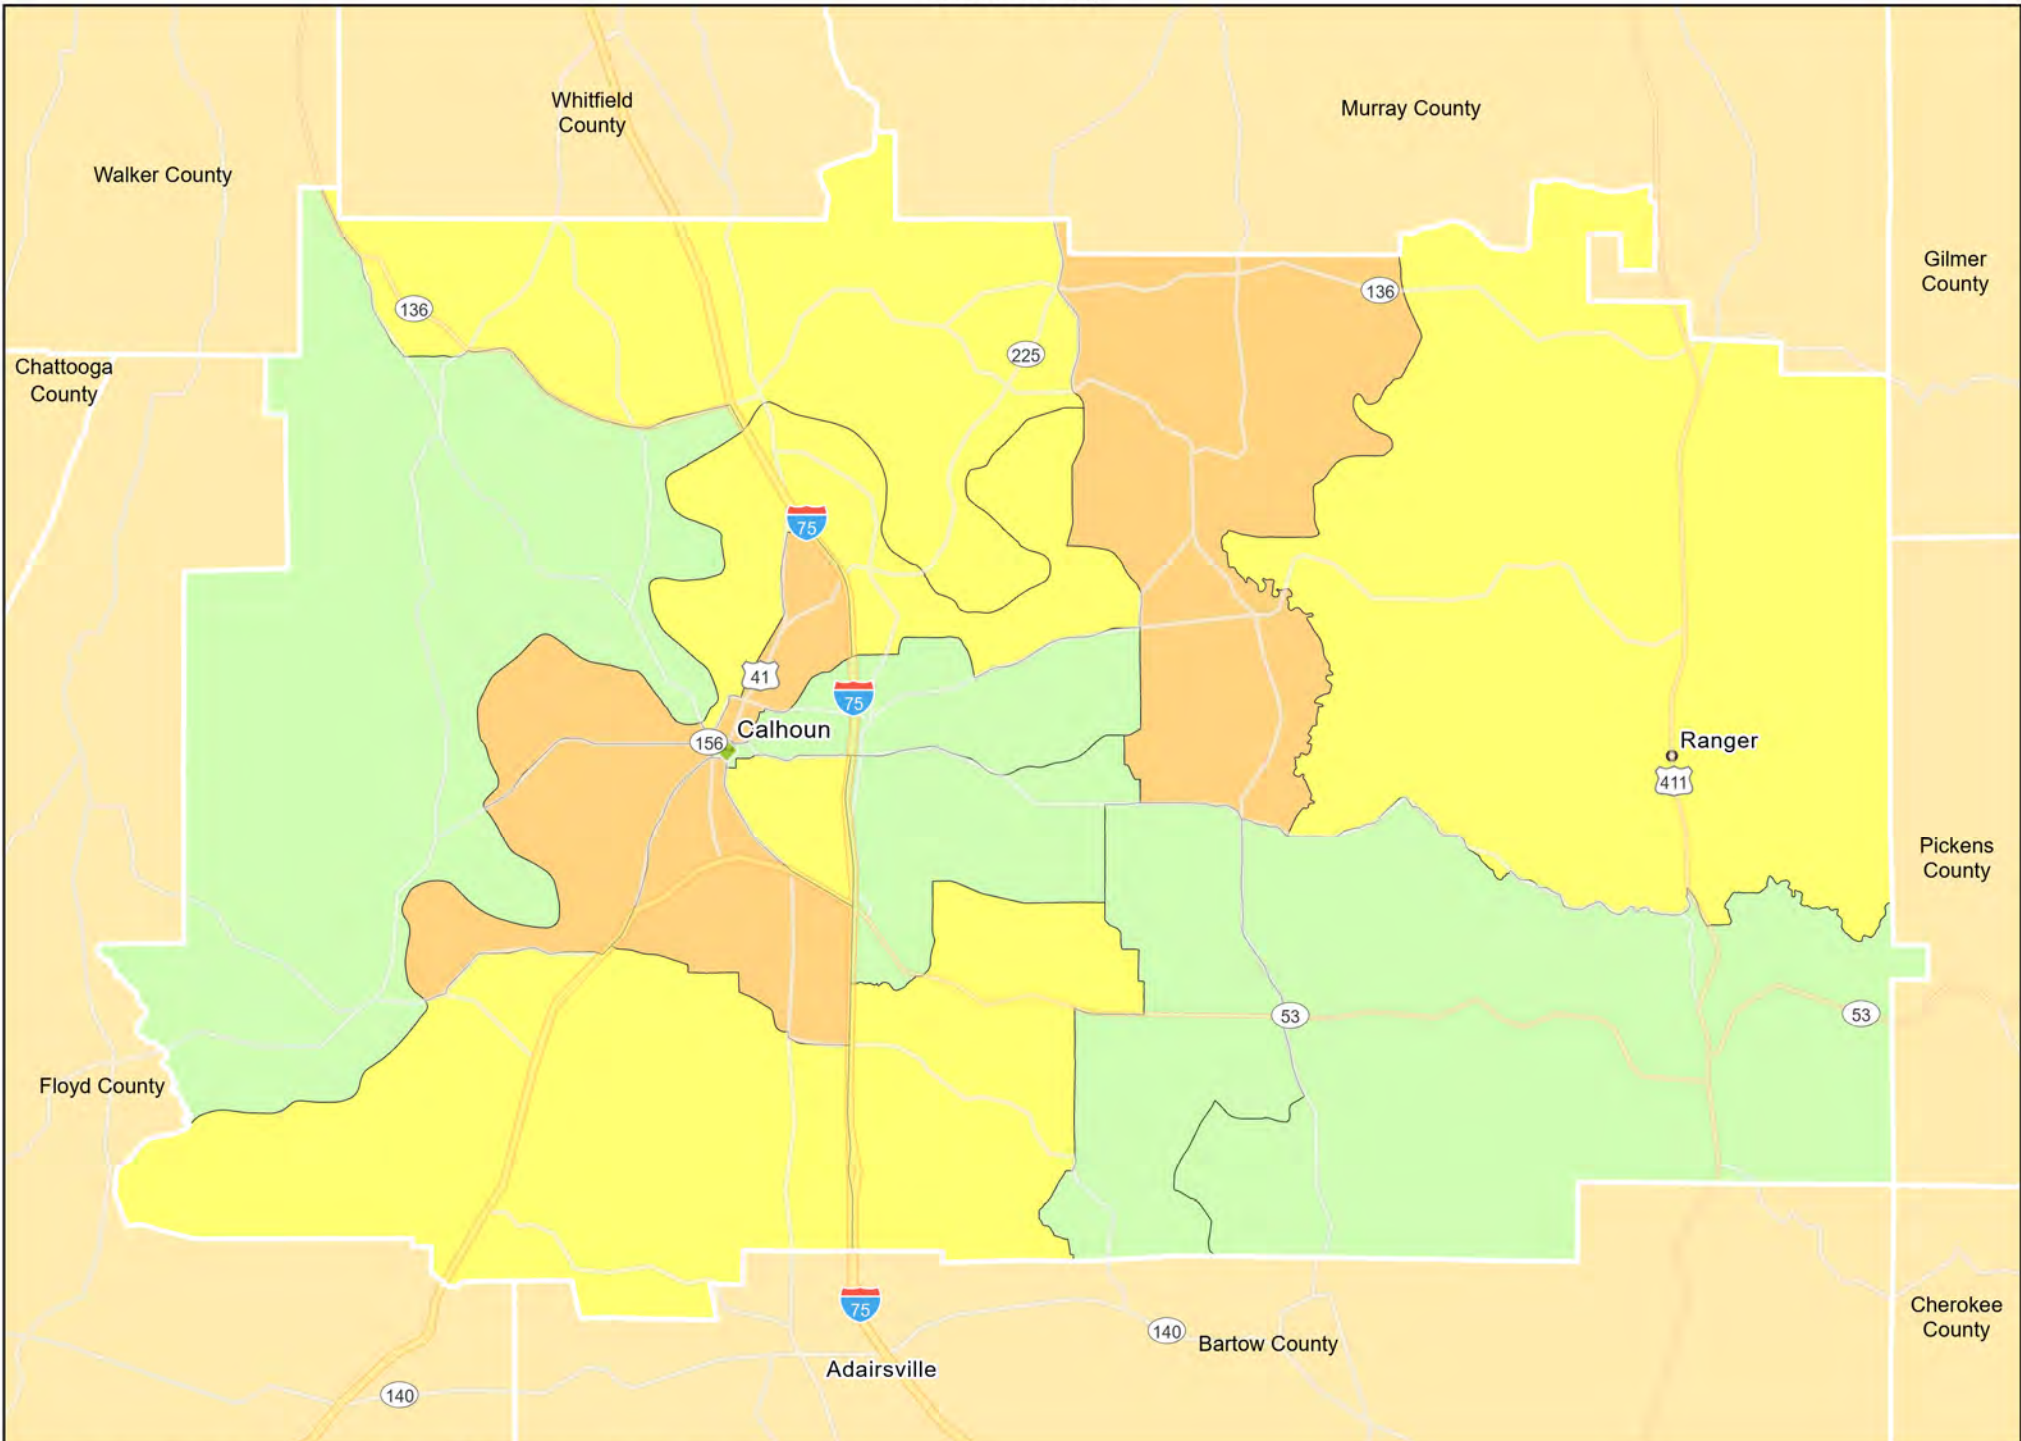 Whitfield
County
Murray County
Walker County
Gilmer
County
136
136
225
Chattooga
County
75
41
75
Calhoun
156
Ranger
411
Pickens
County
53
53
Floyd County
75
Cherokee
County
140
Bartow County
Adairsville
140